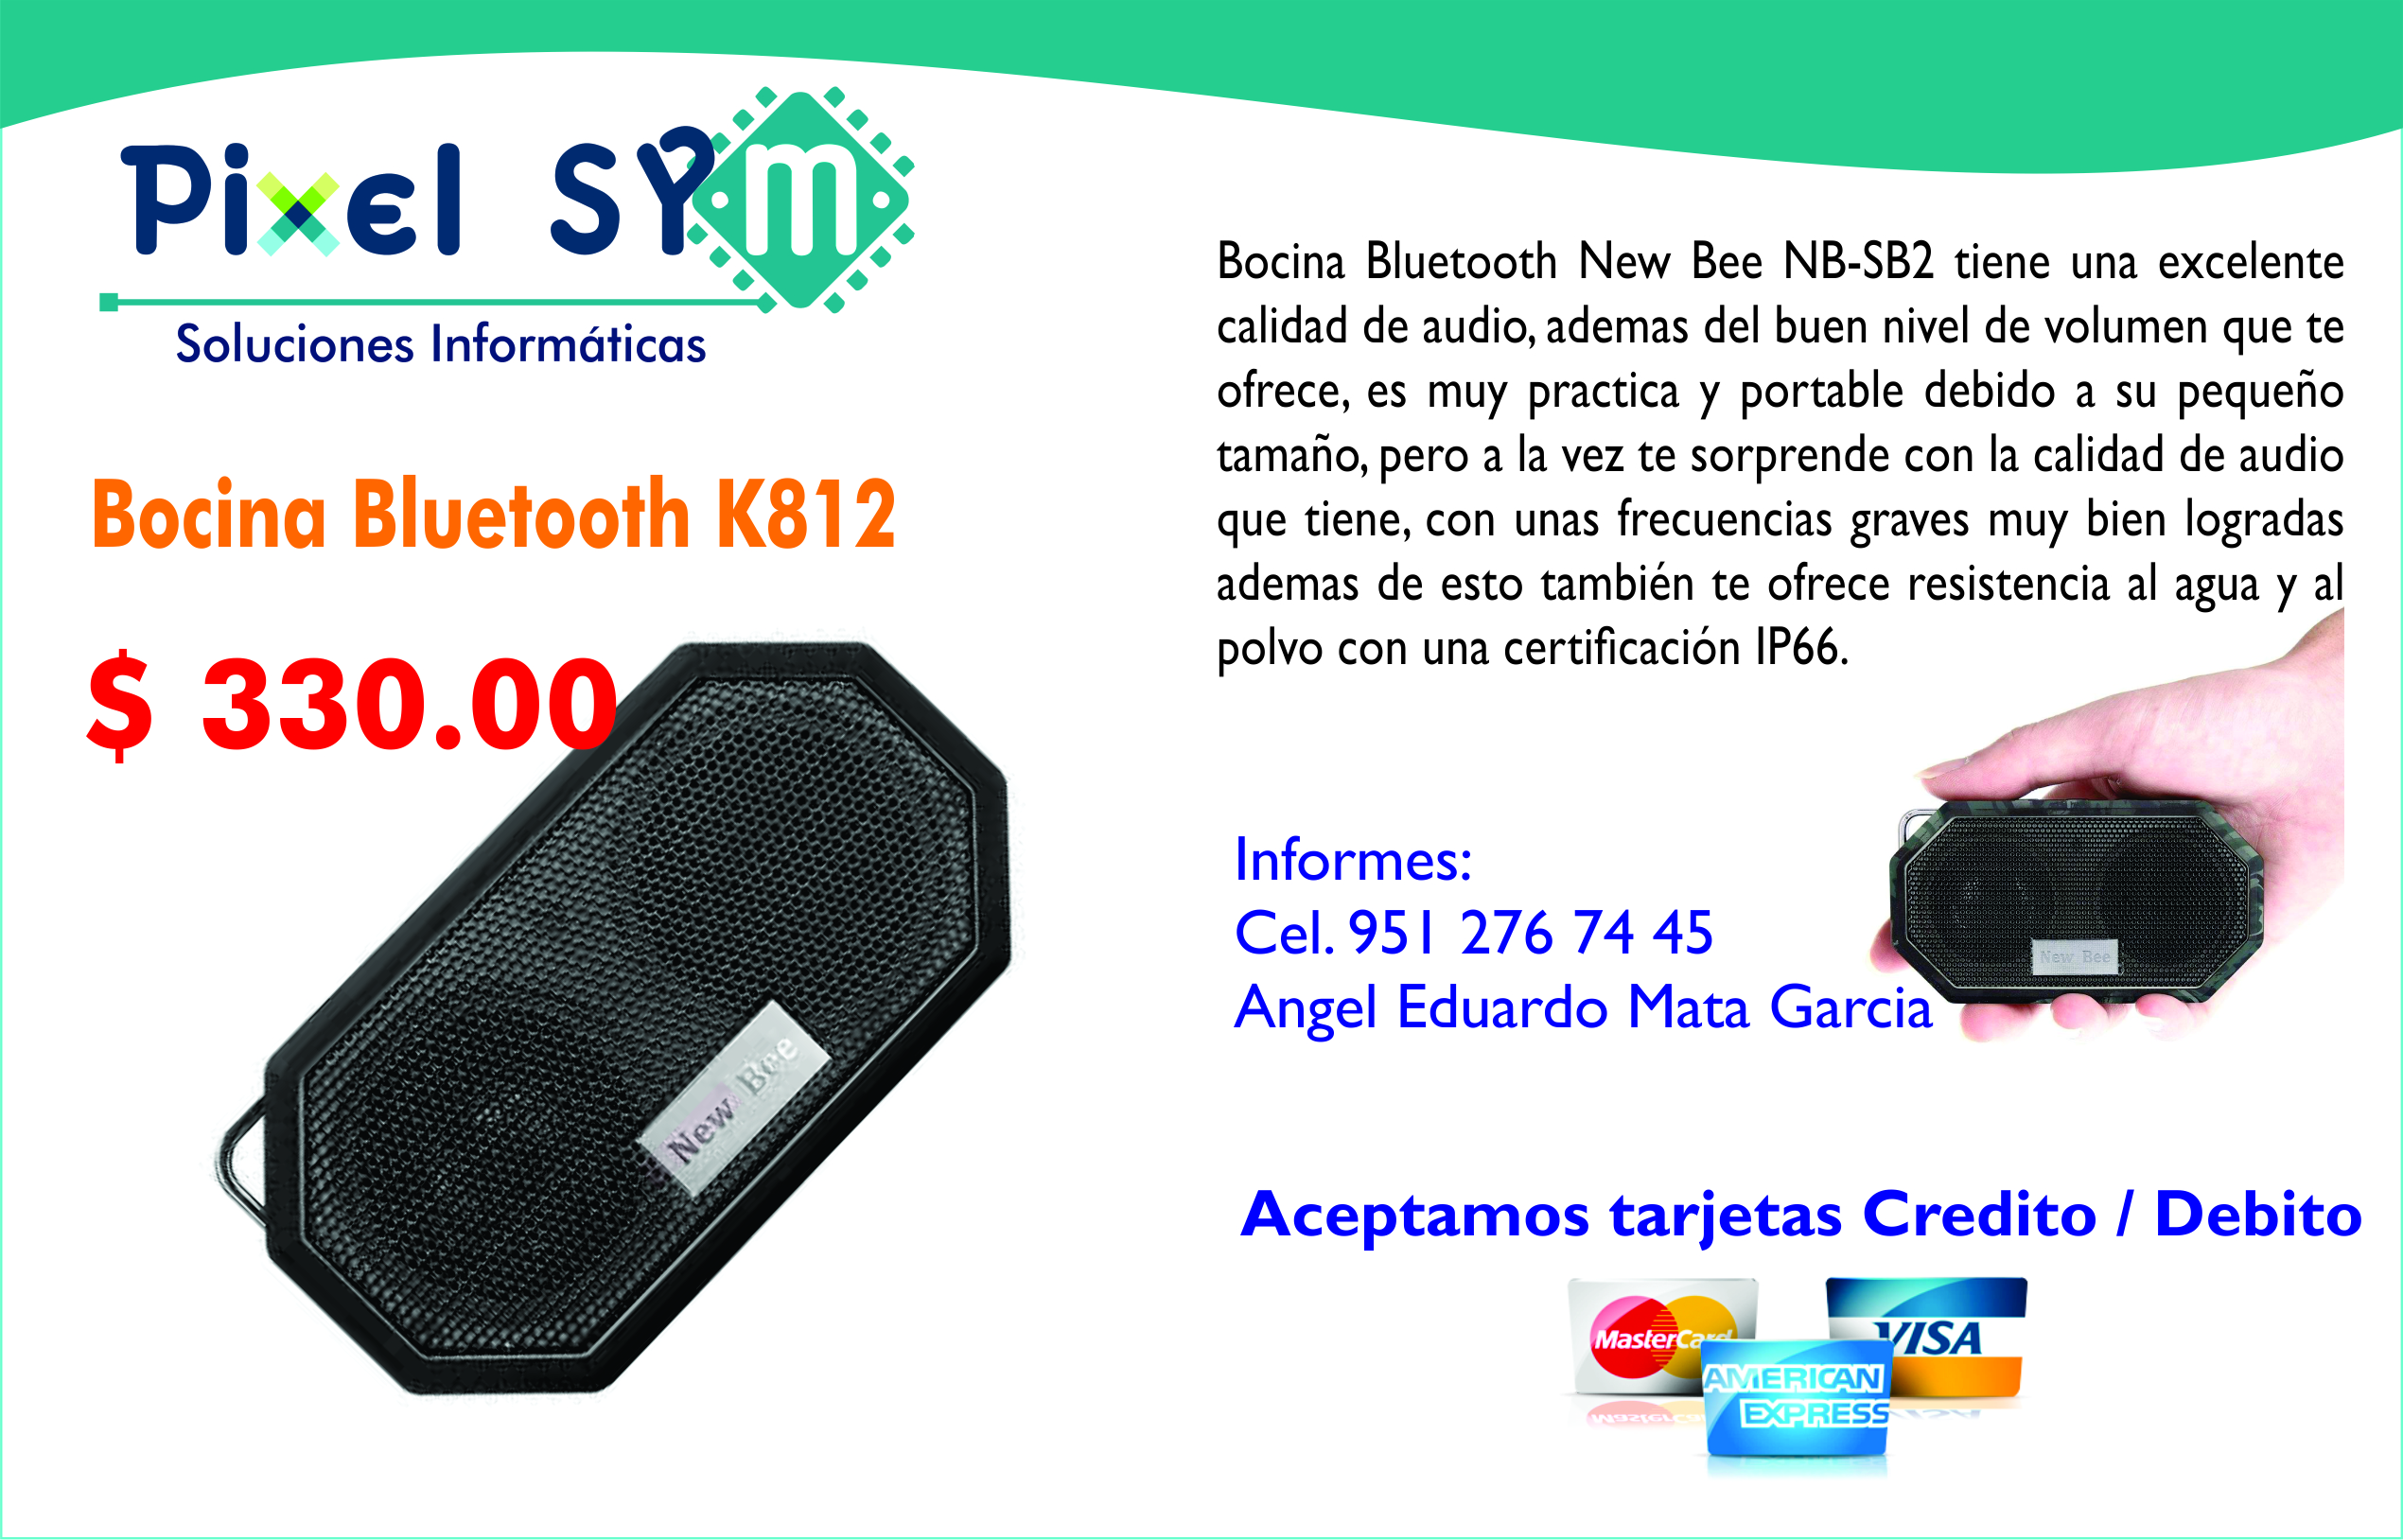 Pixel SYm
Soluciones Informáticas
Bocina Bluetooth K812
$ 330.00
New Bee
Bocina Bluetooth New Bee NB-SB2 tiene una excelente
calidad de audio, ademas del buen nivel de volumen que te
ofrece, es muy practica y portable debido a su pequeño
tamaño, pero a la vez te sorprende con la calidad de audio
que tiene, con unas frecuencias graves muy bien logradas
ademas de esto también te ofrece resistencia al agua y al
polvo con una certificación IP66.
New Bee
Informes:
Cel. 951 276 74 45
Angel Eduardo Mata Garcia
Aceptamos tarjetas Credito / Debito
MasterCard
VISA
AMERICAN
EXPRESS